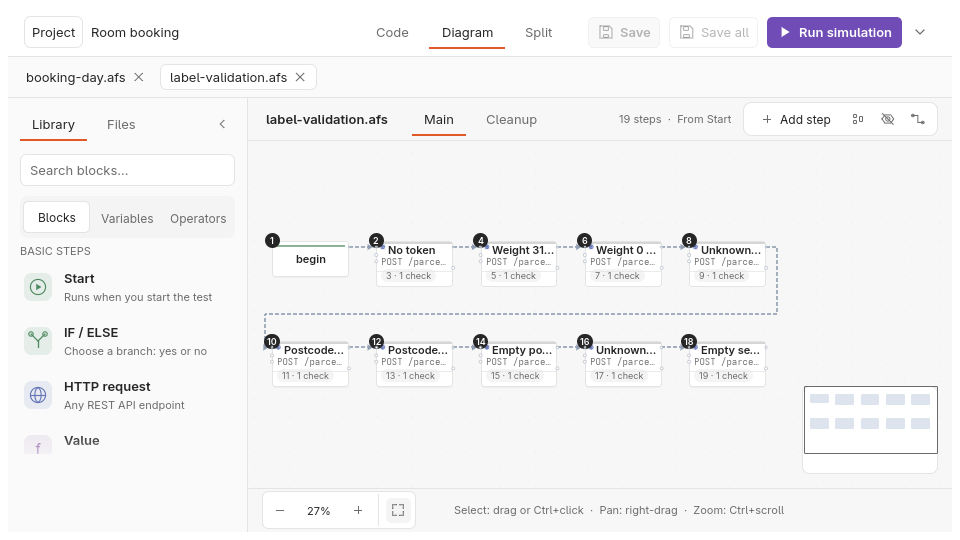 Project Room booking Code Diagram Split Save Save all Run simulation
booking-day.afs label-validation.afs
Library Files
label-validation.afs Main Cleanup 19 steps · From Start Add step
Search blocks...
Blocks Variables Operators
BASIC STEPS
Start
Runs when you start the test
IF / ELSE
Choose a branch: yes or no
HTTP request
Any REST API endpoint
Value
f
1 2 4 6 8
begin
No token
POST /parce…
3 · 1 check
Weight 31…
POST /parce…
5 · 1 check
Weight 0 …
POST /parce…
7 · 1 check
Unknown…
POST /parce…
9 · 1 check
10 12 14 16 18
Postcode…
POST /parce…
11 · 1 check
Postcode…
POST /parce…
13 · 1 check
Empty po…
POST /parce…
15 · 1 check
Unknown…
POST /parce…
17 · 1 check
Empty se…
POST /parce…
19 · 1 check
27%
Select: drag or Ctrl+click · Pan: right-drag · Zoom: Ctrl+scroll